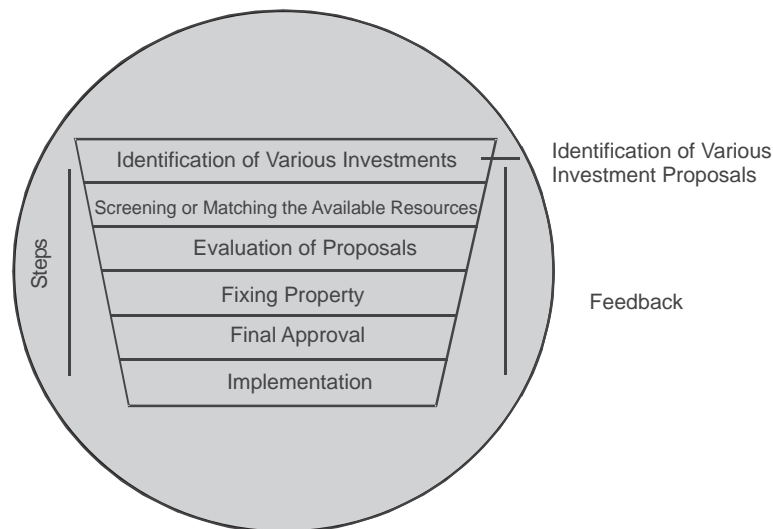 Identification of Various Investments
Screening or Matching the Available Resources
Evaluation of Proposals
Fixing Property
Final Approval
Implementation
Steps
Identification of Various
Investment Proposals
Feedback